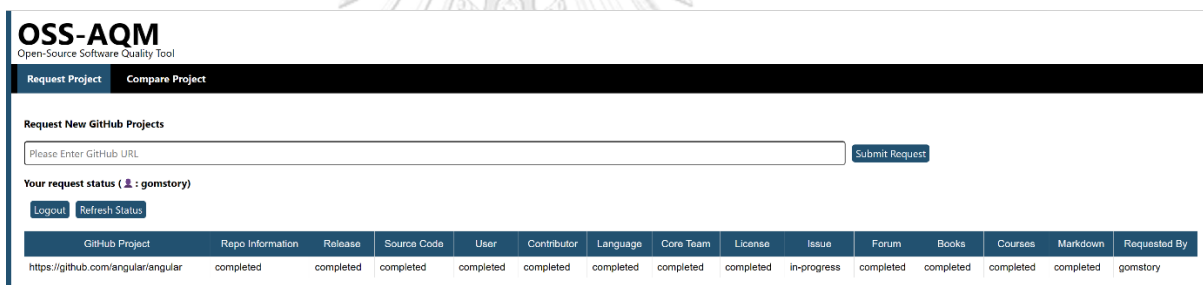 OSS-AQM
Open-Source Software Quality Tool
Request Project Compare Project
Request New GitHub Projects
Please Enter GitHub URL Submit Request
Your request status ( : gomstory)
Logout Refresh Status
GitHub Project Repo Information Release Source Code User Contributor Language Core Team License Issue Forum Books Courses Markdown Requested By
https://github.com/angular/angular completed completed completed completed completed completed completed completed in-progress completed completed completed completed gomstory